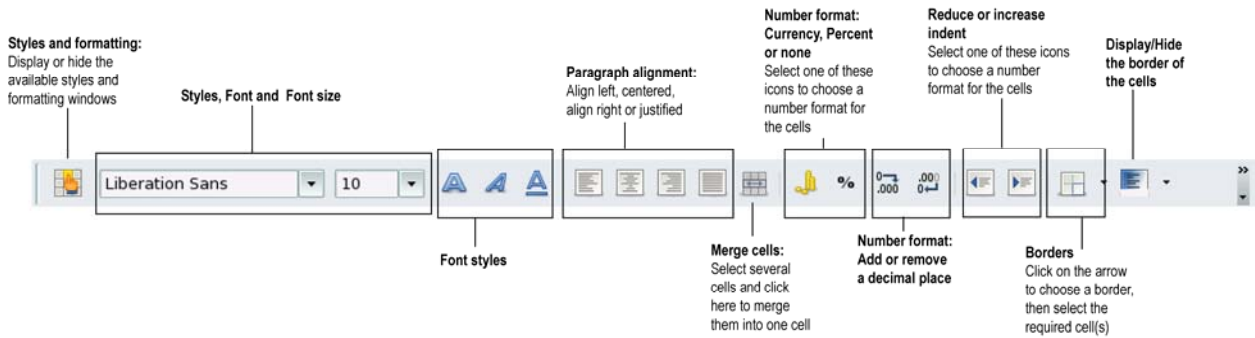 Styles and formatting:
Display or hide the
available styles and
formatting windows
Styles, Font and Font size
Paragraph alignment:
Align left, centered,
align right or justified
Number format:
Currency, Percent
or none
Select one of these
icons to choose a
number format for
the cells
Reduce or increase
indent
Select one of these icons
to choose a number
format for the cells
Display/Hide
the border of
the cells
Liberation Sans
10
A A A
%
0
.000
.000
0
»
Font styles
Merge cells:
Select several
cells and click
here to merge
them into one cell
Number format:
Add or remove
a decimal place
Borders
Click on the arrow
to choose a border,
then select the
required cell(s)